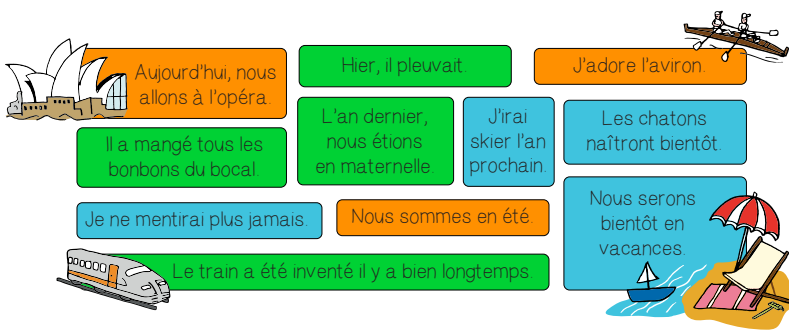 Aujourd'hui, nous
allons à l'opéra.
Hier, il pleuvait.
J'adore l'aviron.
Il a mangé tous les
bonbons du bocal.
L'an dernier,
nous étions
en maternelle.
J'irai
skier l'an
prochain.
Les chatons
naîtront bientôt.
Je ne mentirai plus jamais.
Nous sommes en été.
Nous serons
bientôt en
vacances.
Le train a été inventé il y a bien longtemps.